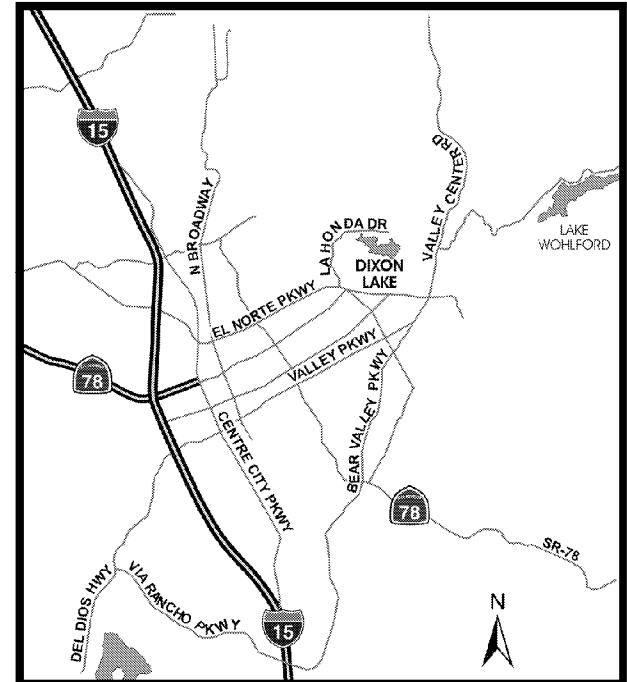 15
N BROADWAY
VALLEY CENTER RD
LAKE
WOHLFORD
LA HONDA DR
DIXON
LAKE
EL NORTE PKWY
78
VALLEY PKWY
BEAR VALLEY PKWY
CENTRE CITY PKWY
78
SR-78
DEL DIOS HWY
VIA RANCHO PKWY
15
N